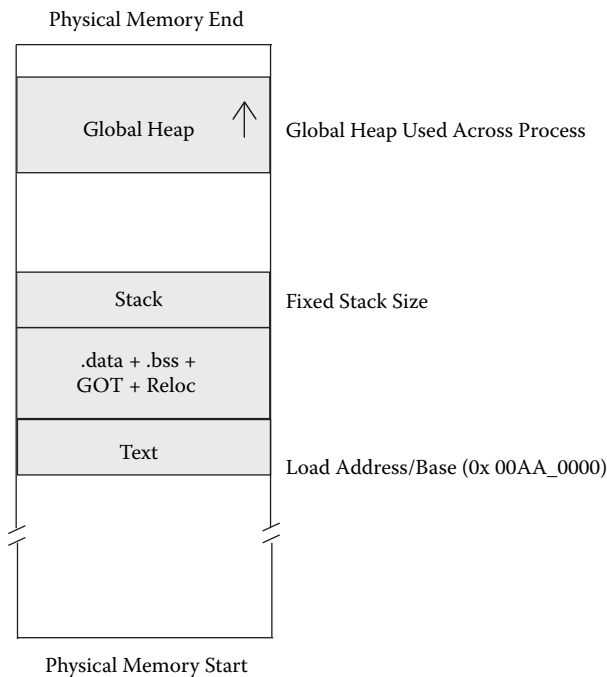 Physical Memory End
Global Heap
Global Heap Used Across Process
Stack
Fixed Stack Size
.data + .bss +
GOT + Reloc
Text
Load Address/Base (0x 00AA_0000)
Physical Memory Start